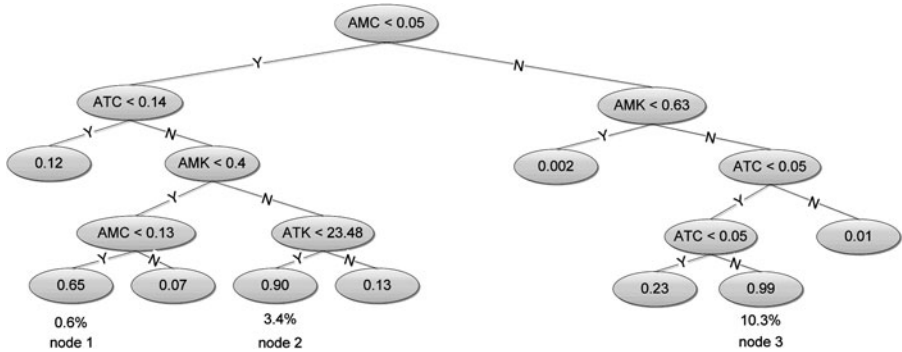 AMC < 0.05
Y
N
ATC < 0.14
AMK < 0.63
Y
N
Y
N
0.12
AMK < 0.4
0.002
ATC < 0.05
Y
N
Y
N
AMC < 0.13
ATK < 23.48
ATC < 0.05
0.01
Y
N
Y
N
Y
N
0.65
0.07
0.90
0.13
0.23
0.99
0.6%
3.4%
10.3%
node 1
node 2
node 3